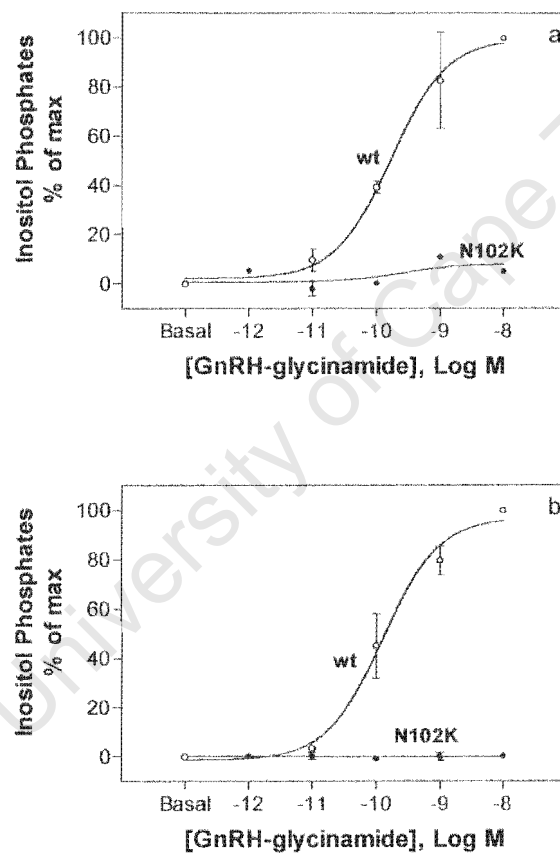 a
100
80
60
40
20
0
Inositol Phosphates
% of max
wt
N102K
Basal -12 -11 -10 -9 -8
[GnRH-glycinamide], Log M
b
100
80
60
40
20
0
Inositol Phosphates
% of max
wt
N102K
Basal -12 -11 -10 -9 -8
[GnRH-glycinamide], Log M
University of Cape T